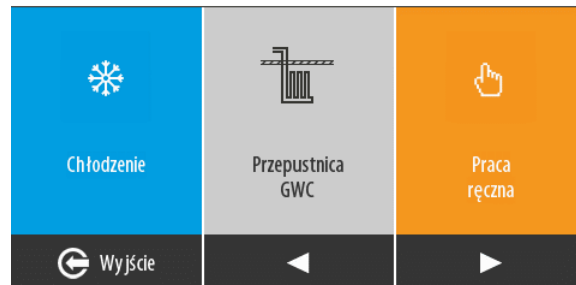 Chłodzenie
Przepustnica
GWC
Praca
ręczna
Wyjście